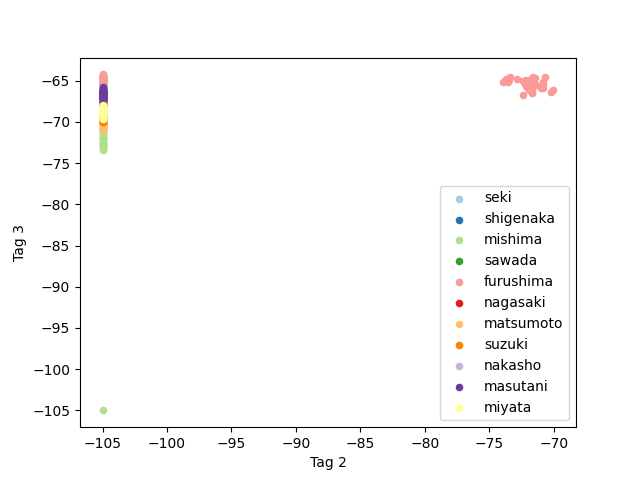 Tag 3
−65
−70
−75
−80
−85
−90
−95
−100
−105
−105 −100 −95 −90 −85 −80 −75 −70
Tag 2
seki
shigenaka
mishima
sawada
furushima
nagasaki
matsumoto
suzuki
nakasho
masutani
miyata